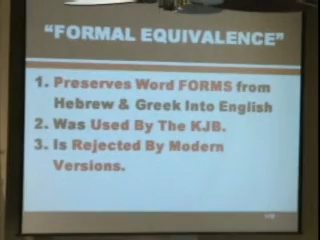 “FORMAL EQUIVALENCE”
1. Preserves Word FORMS from
Hebrew & Greek Into English
2. Was Used By The KJB.
3. Is Rejected By Modern
Versions.